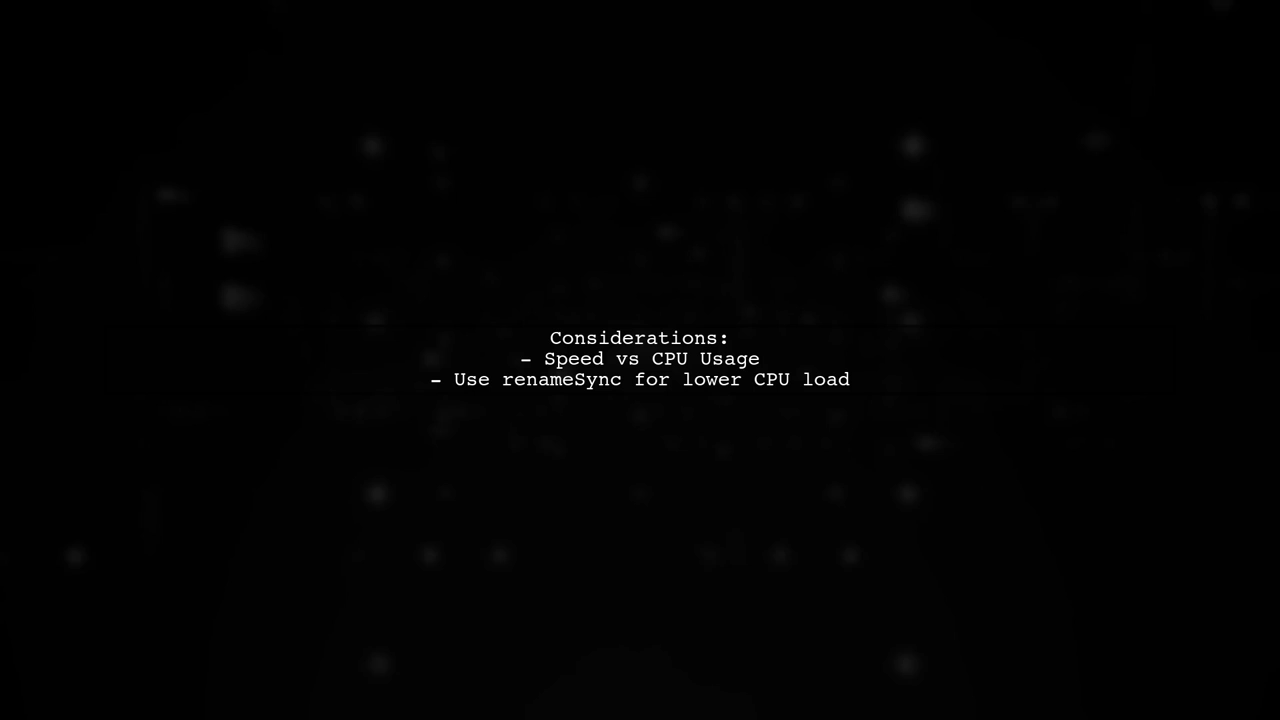 Considerations:
- Speed vs CPU Usage
- Use renameSync for lower CPU load